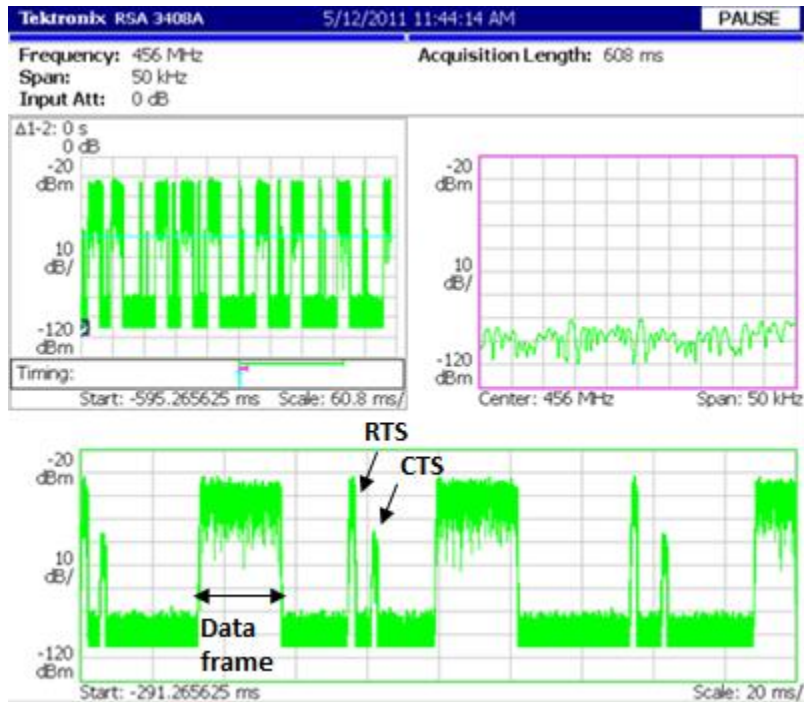 Tektronix RSA 3408A 5/12/2011 11:44:14 AM PAUSE
Frequency: 456 MHz Acquisition Length: 608 ms
Span: 50 kHz
Input Att: 0 dB
Δ1-2: 0 s
0 dB
-20
dBm
10
dB/
-120
dBm
Timing:
Start: -595.265625 ms Scale: 60.8 ms/
-20
dBm
10
dB/
-120
dBm
Center: 456 MHz Span: 50 kHz
RTS
CTS
-20
dBm
10
dB/
Data
frame
-120
dBm
Start: -291.265625 ms Scale: 20 ms/